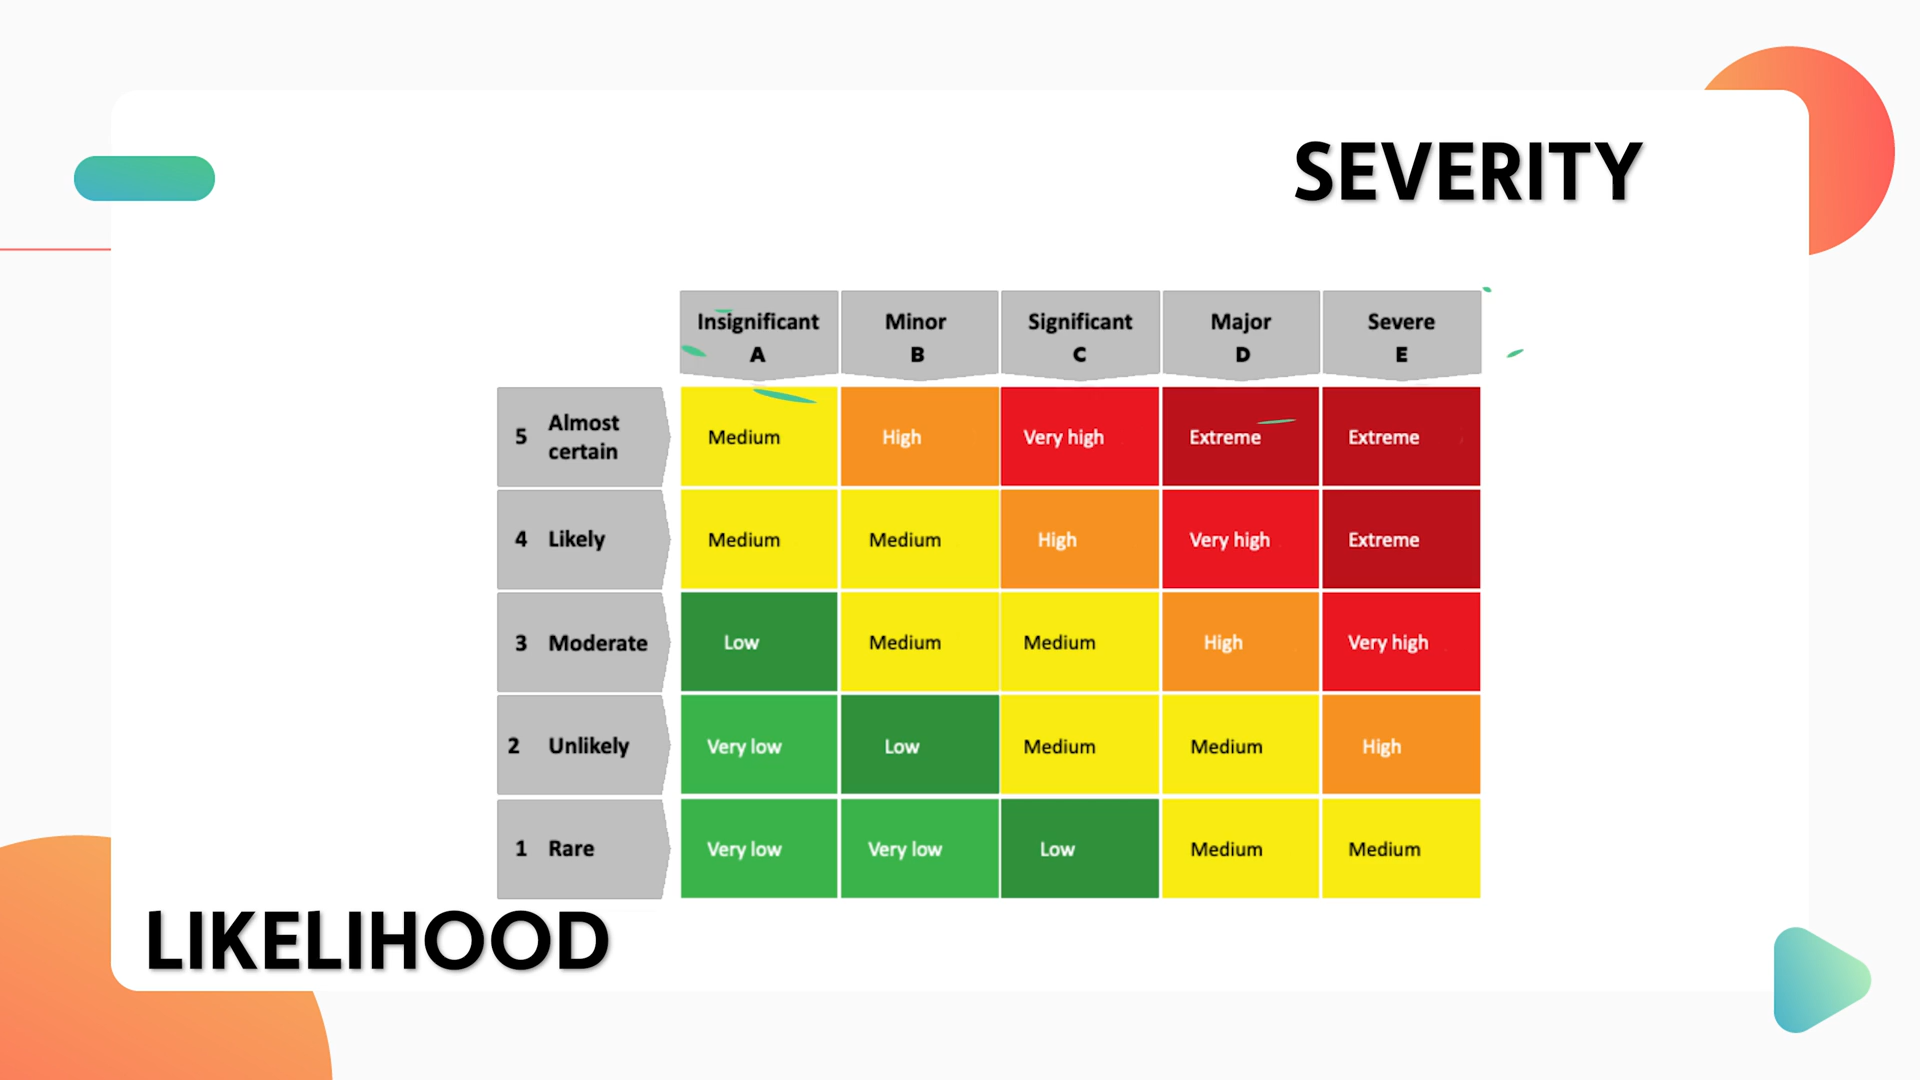 SEVERITY
Insignificant Minor Significant Major Severe
A B C D E
5 Almost certain Medium High Very high Extreme Extreme
4 Likely Medium Medium High Very high Extreme
3 Moderate Low Medium Medium High Very high
2 Unlikely Very low Low Medium Medium High
1 Rare Very low Very low Low Medium Medium
LIKELIHOOD